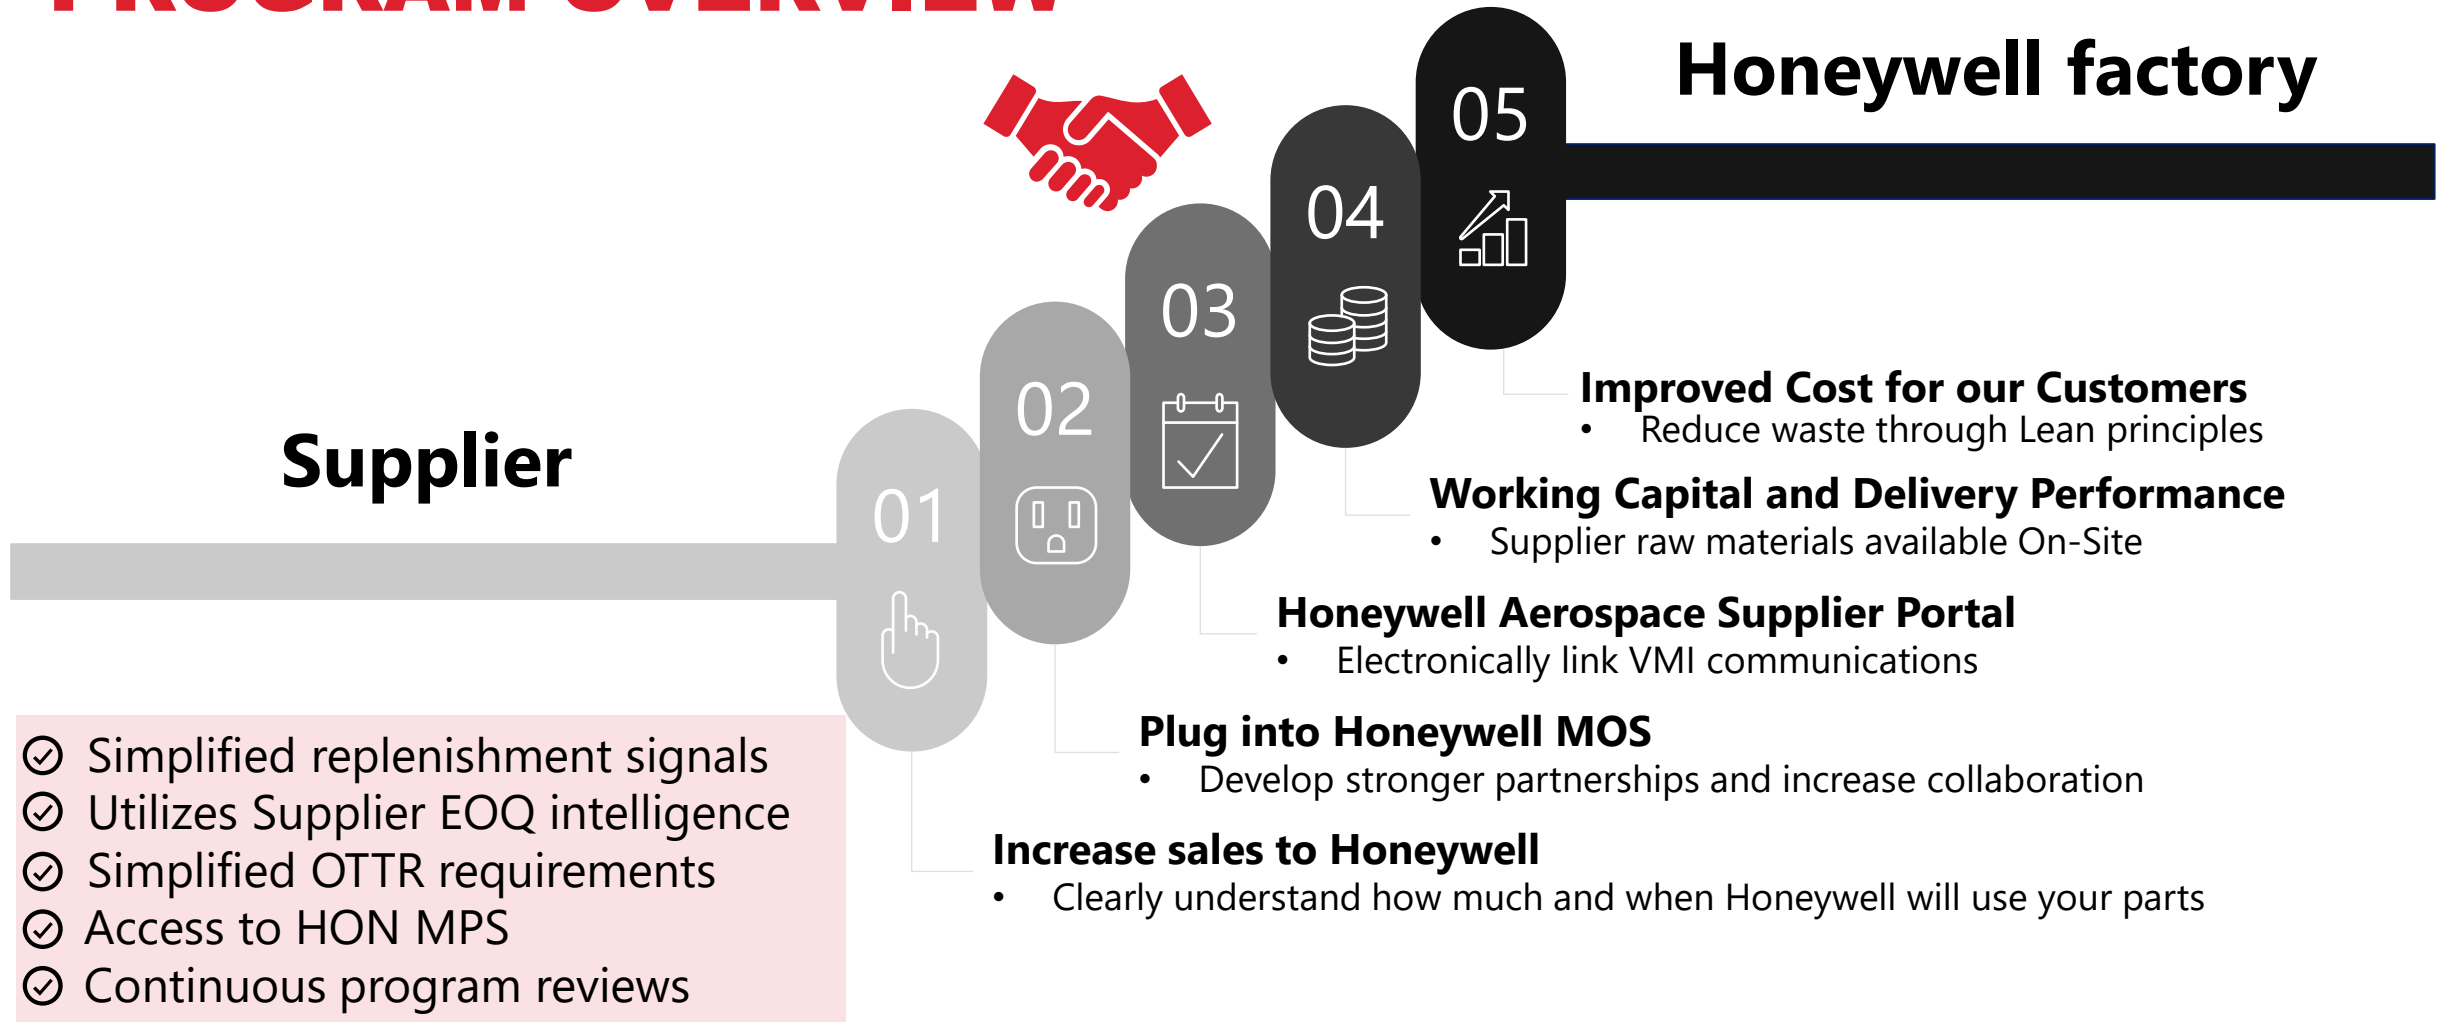 PROGRAM OVERVIEW
Honeywell factory
05
04
03
02
01
Supplier
Improved Cost for our Customers
• Reduce waste through Lean principles
Working Capital and Delivery Performance
• Supplier raw materials available On-Site
Honeywell Aerospace Supplier Portal
• Electronically link VMI communications
Plug into Honeywell MOS
• Develop stronger partnerships and increase collaboration
Increase sales to Honeywell
• Clearly understand how much and when Honeywell will use your parts
Simplified replenishment signals
Utilizes Supplier EOQ intelligence
Simplified OTTR requirements
Access to HON MPS
Continuous program reviews